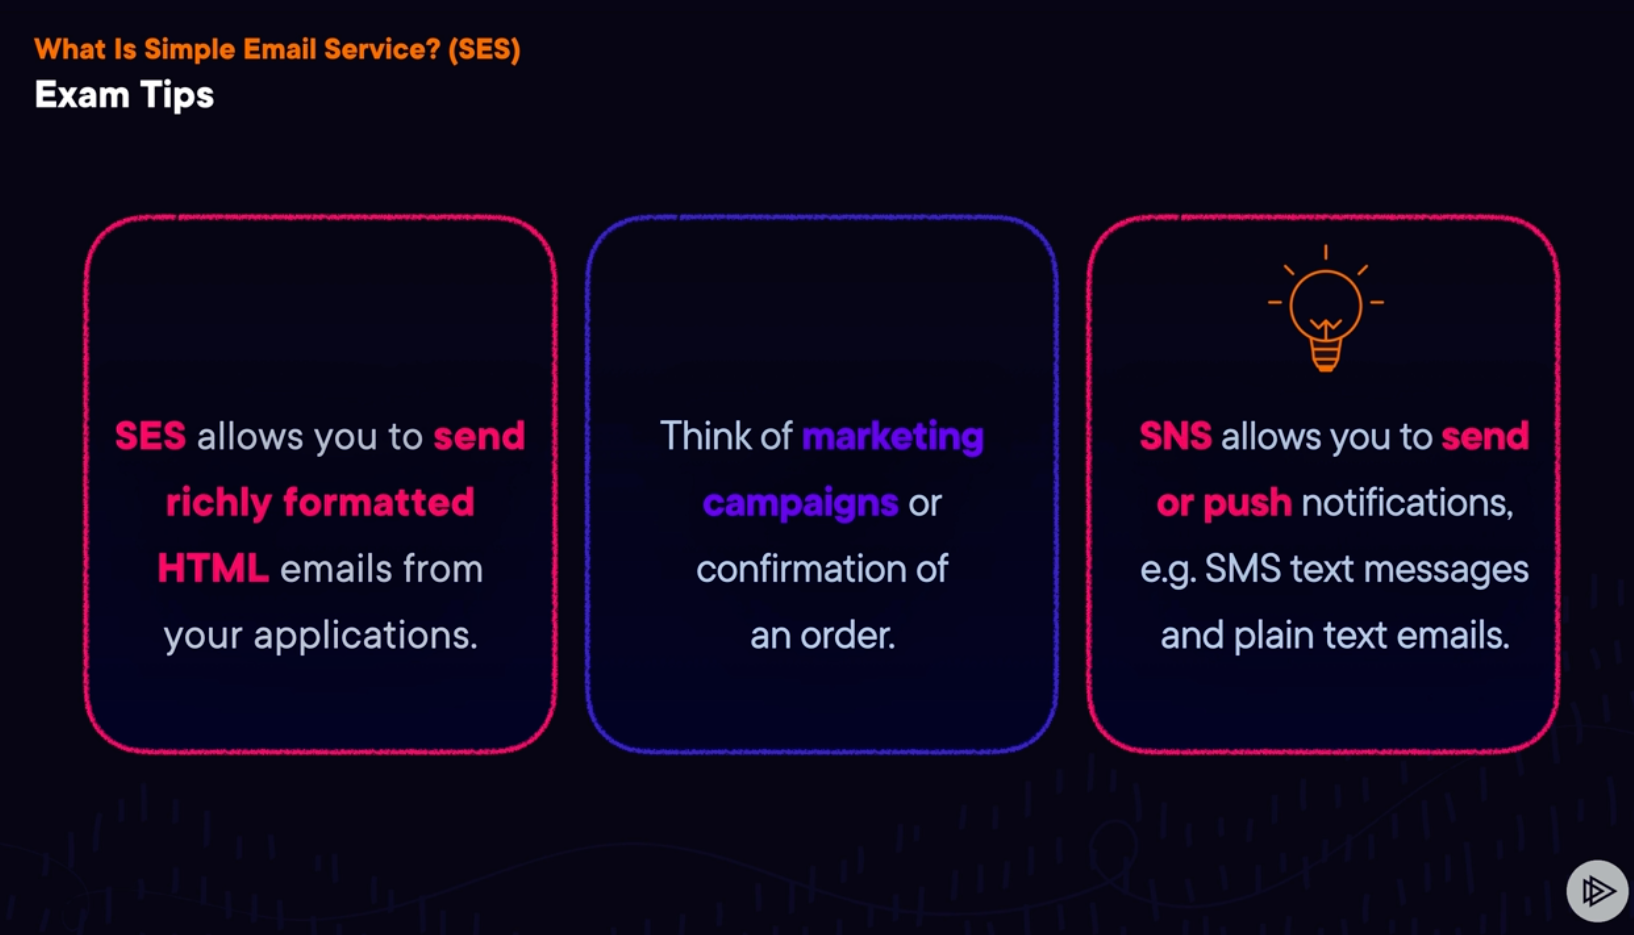 What Is Simple Email Service? (SES)
Exam Tips
SES allows you to send
richly formatted
HTML emails from
your applications.
Think of marketing
campaigns or
confirmation of
an order.
SNS allows you to send
or push notifications,
e.g. SMS text messages
and plain text emails.